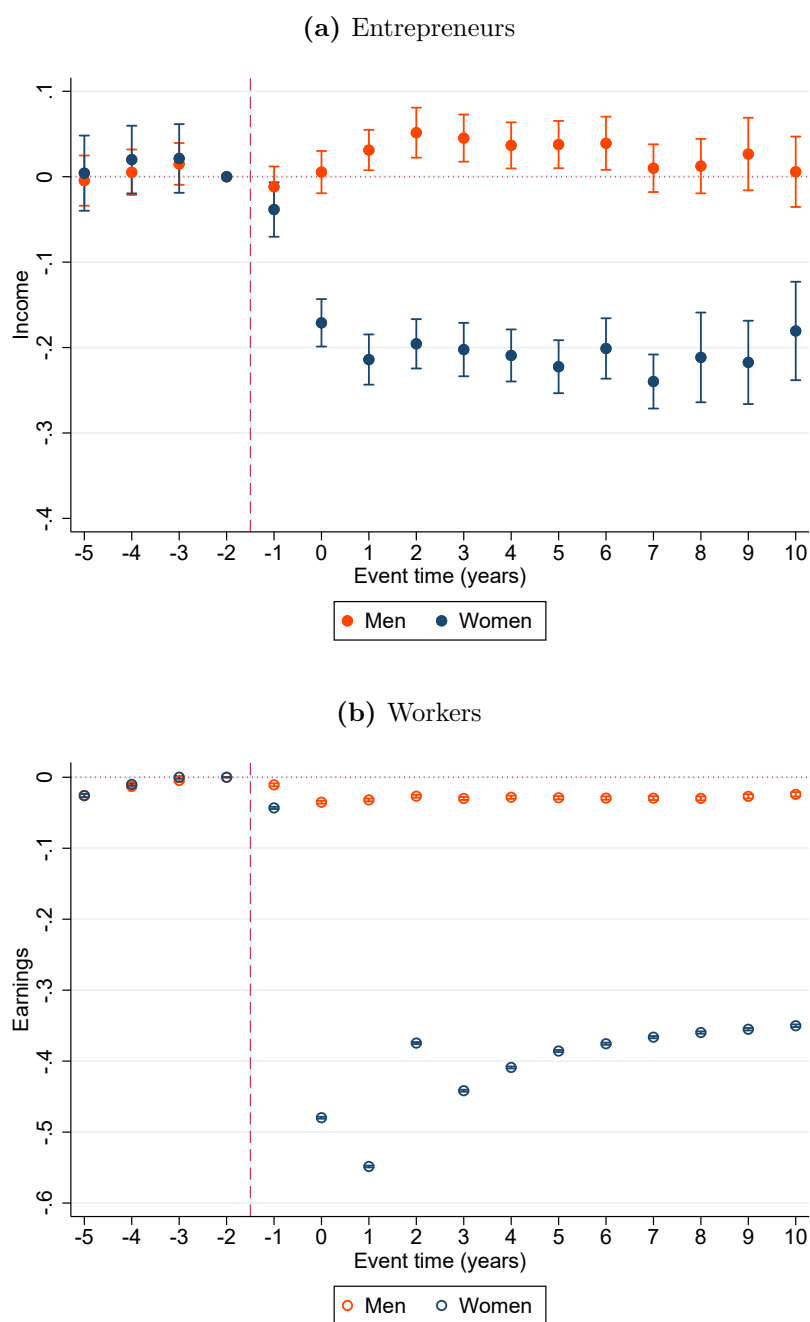 (a) Entrepreneurs
.1
0
-.1
-.2
-.3
-.4
Income
-5 -4 -3 -2 -1 0 1 2 3 4 5 6 7 8 9 10
Event time (years)
Men Women
(b) Workers
0
-.1
-.2
-.3
-.4
-.5
-.6
Earnings
-5 -4 -3 -2 -1 0 1 2 3 4 5 6 7 8 9 10
Event time (years)
Men Women